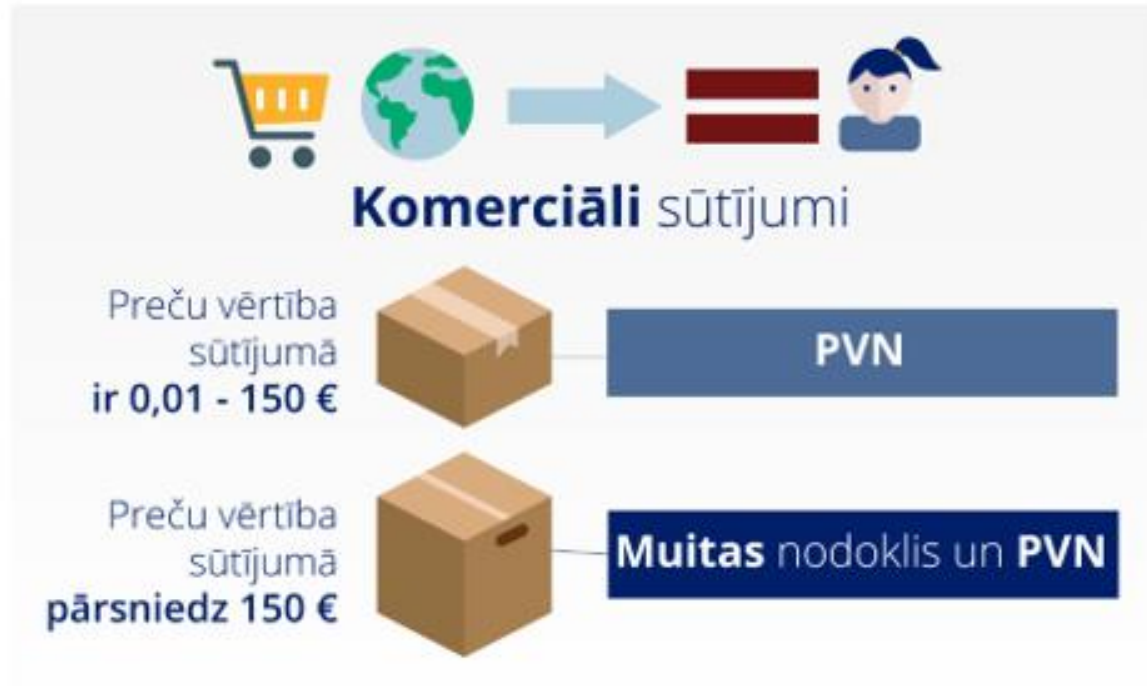 Komerciāli sūtījumi
Preču vērtība
sūtījumā
ir 0,01 - 150 €
PVN
Preču vērtība
sūtījumā
pārsniedz 150 €
Muitas nodoklis un PVN